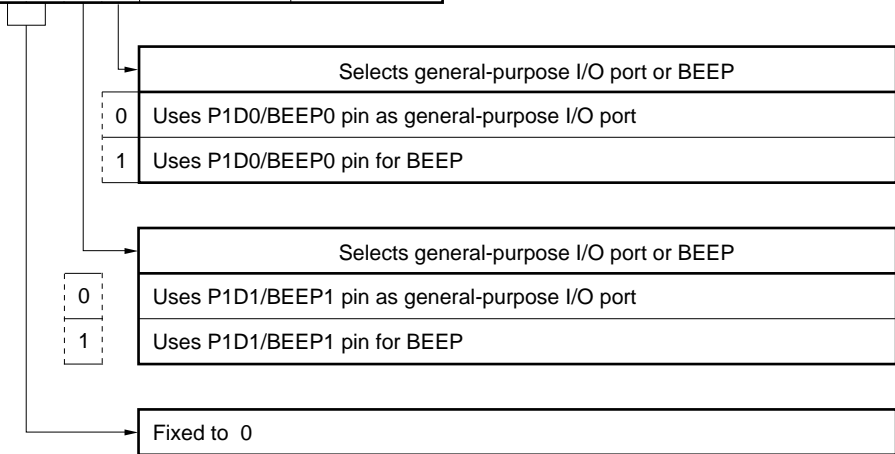 Selects general-purpose I/O port or BEEP
0 Uses P1D0/BEEP0 pin as general-purpose I/O port
1 Uses P1D0/BEEP0 pin for BEEP
Selects general-purpose I/O port or BEEP
0 Uses P1D1/BEEP1 pin as general-purpose I/O port
1 Uses P1D1/BEEP1 pin for BEEP
Fixed to 0